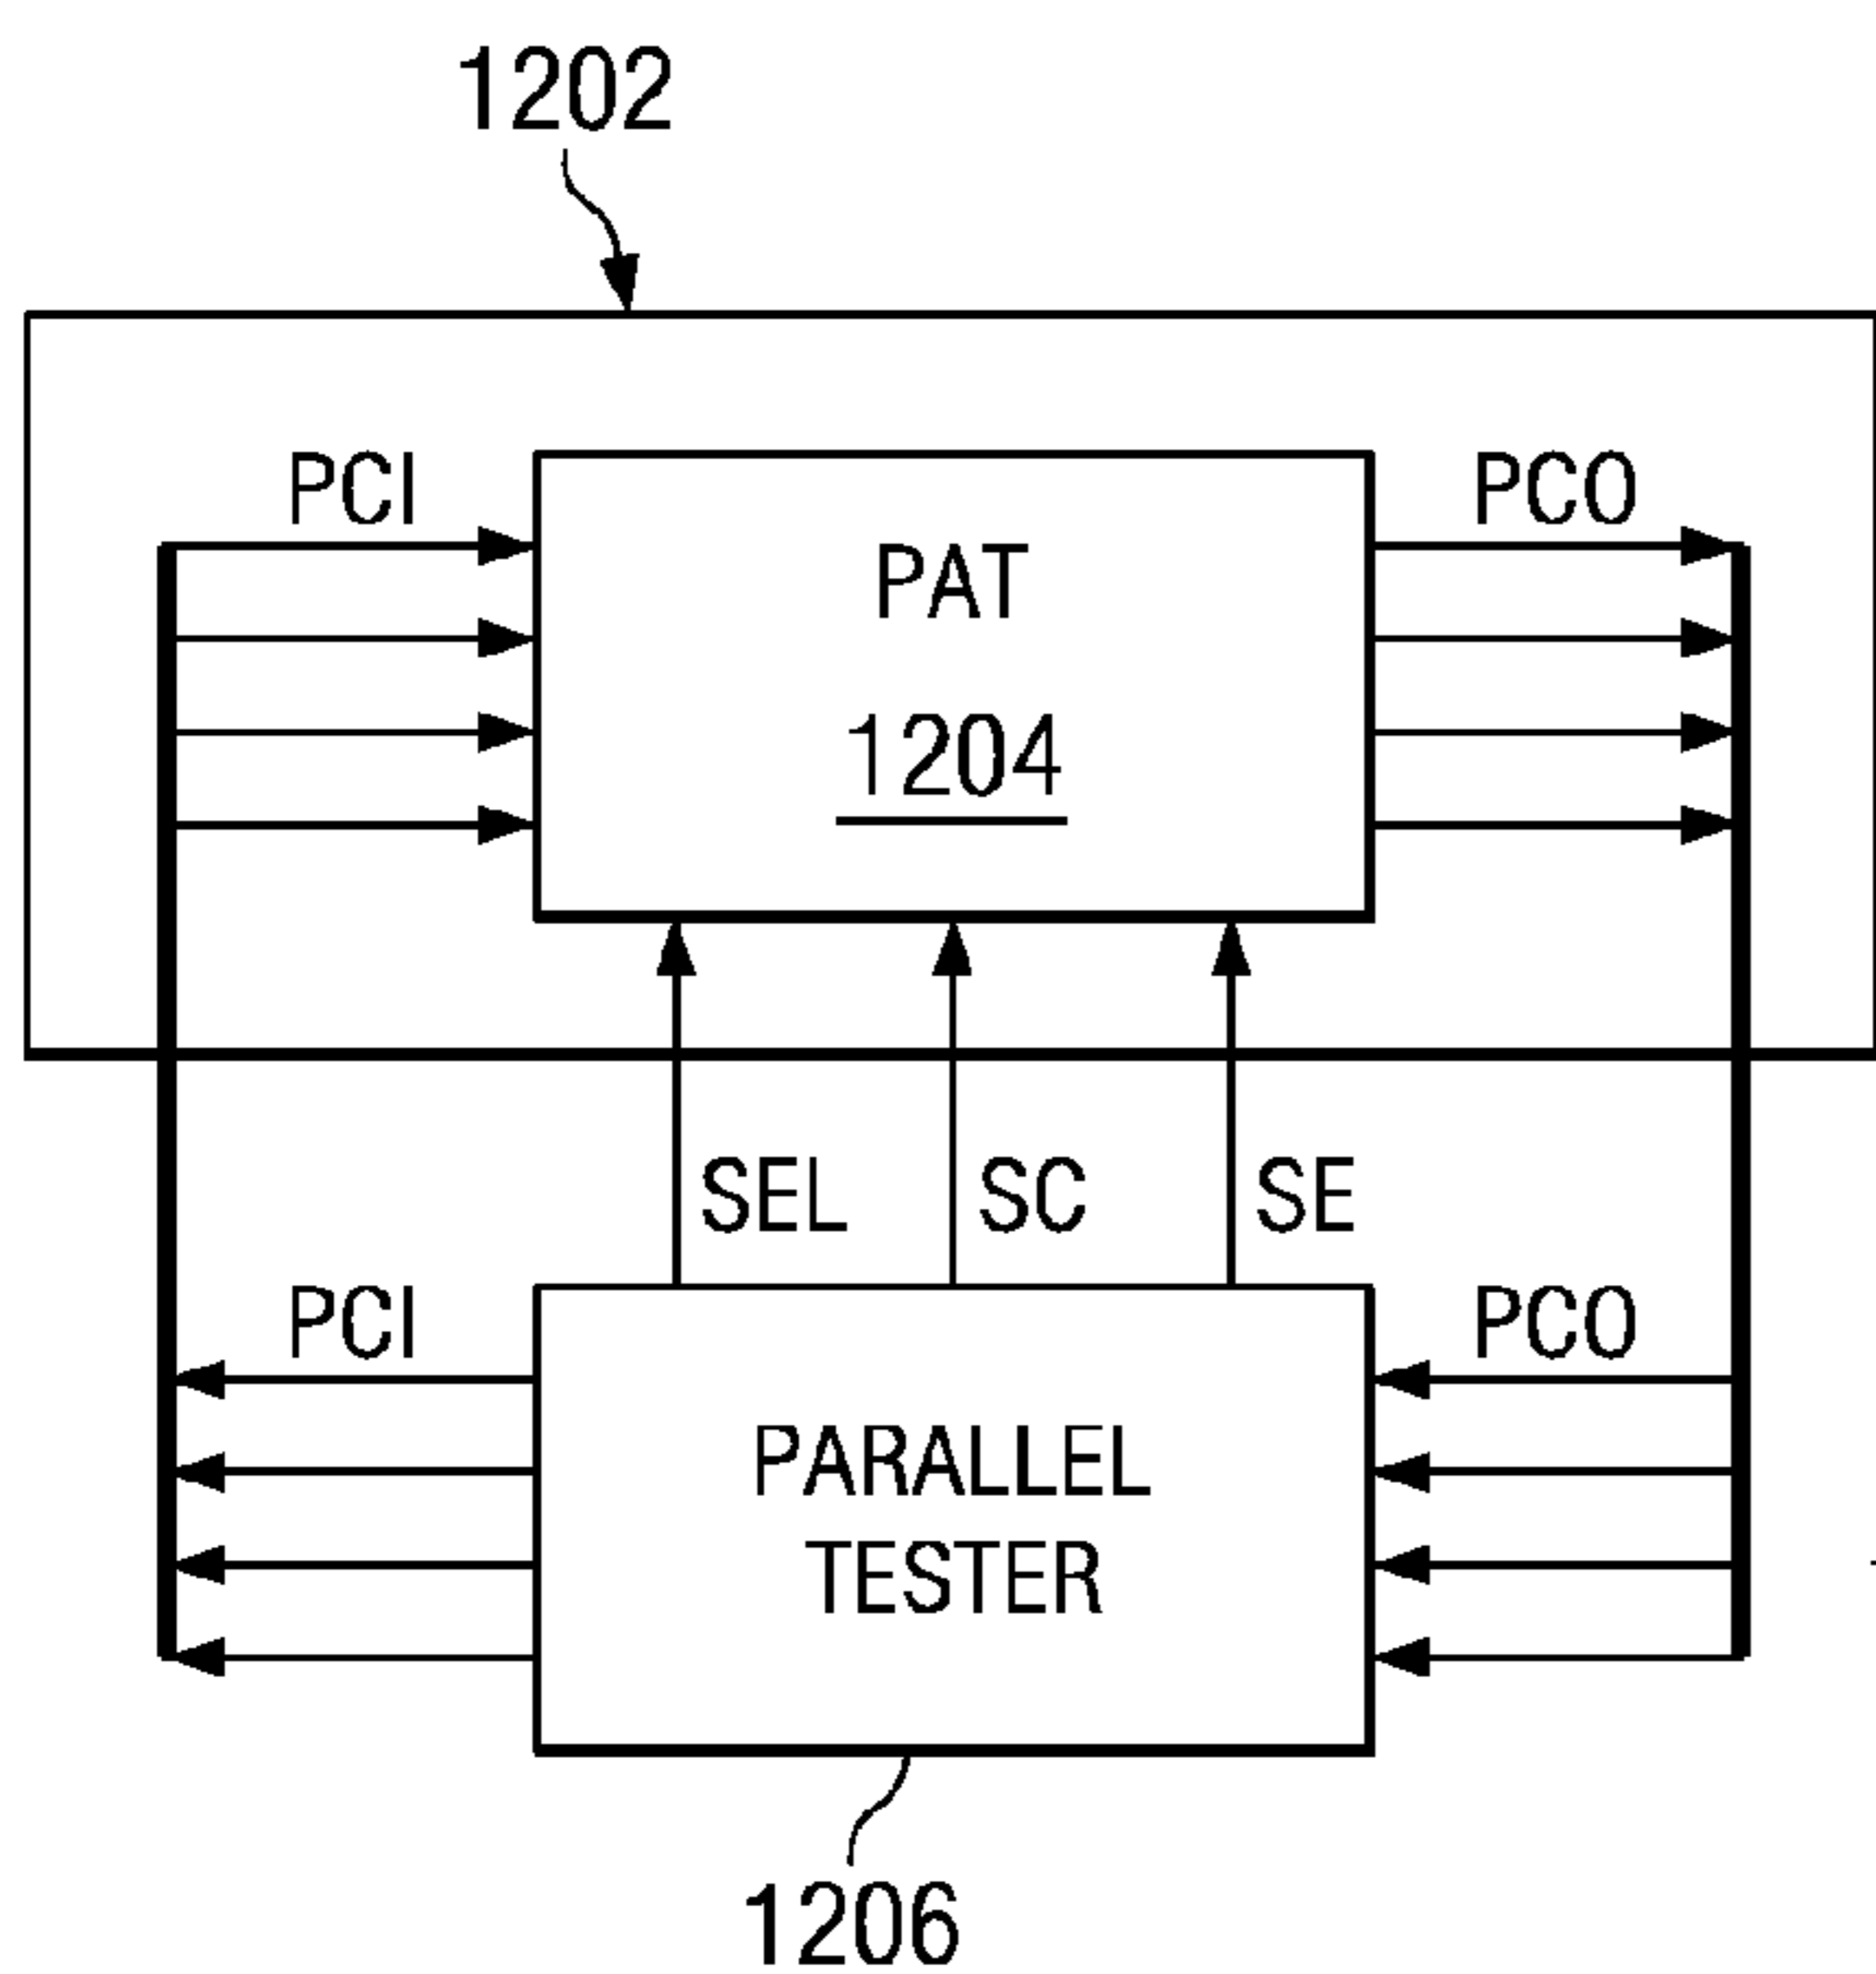 1202
PCI
PCO
PAT
1204
SEL
SC
SE
PCI
PCO
PARALLEL
TESTER
1206